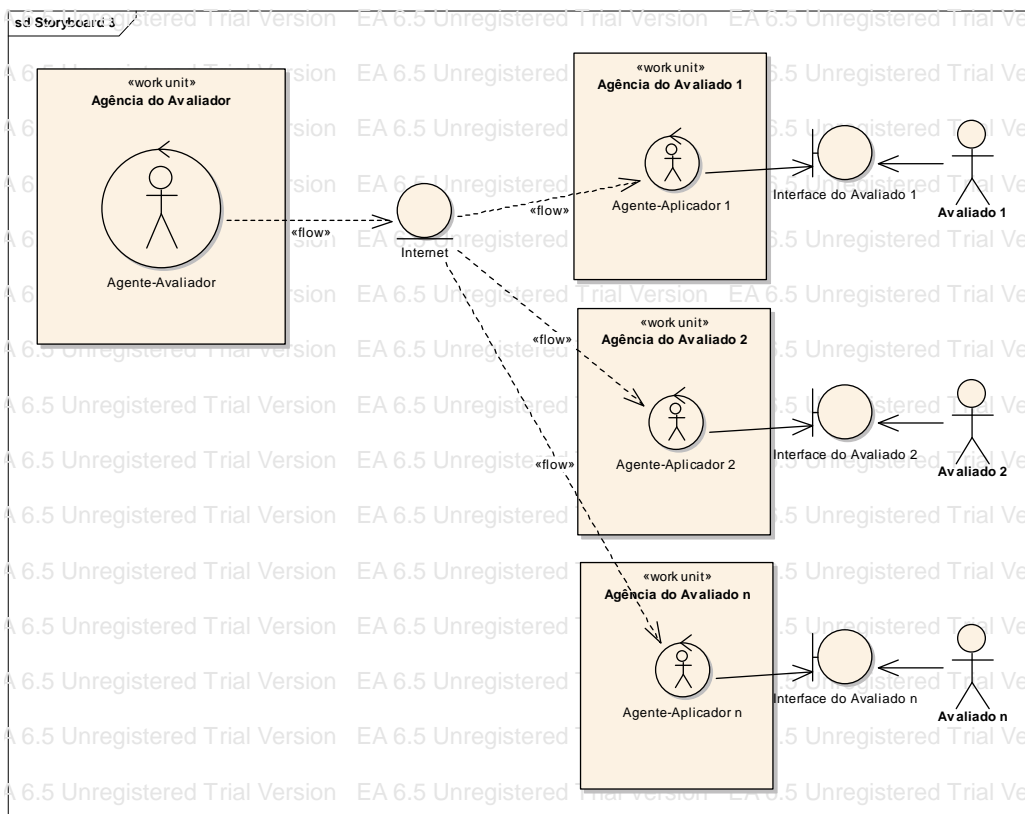 sd Storyboard 3
«work unit»
Agência do Avaliador
Agente-Avaliador
«flow»
Internet
«flow»
«flow»
«flow»
«work unit»
Agência do Avaliado 1
Agente-Aplicador 1
Interface do Avaliado 1
Avaliado 1
«work unit»
Agência do Avaliado 2
Agente-Aplicador 2
Interface do Avaliado 2
Avaliado 2
«work unit»
Agência do Avaliado n
Agente-Aplicador n
Interface do Avaliado n
Avaliado n
EA 6.5 Unregistered Trial Version